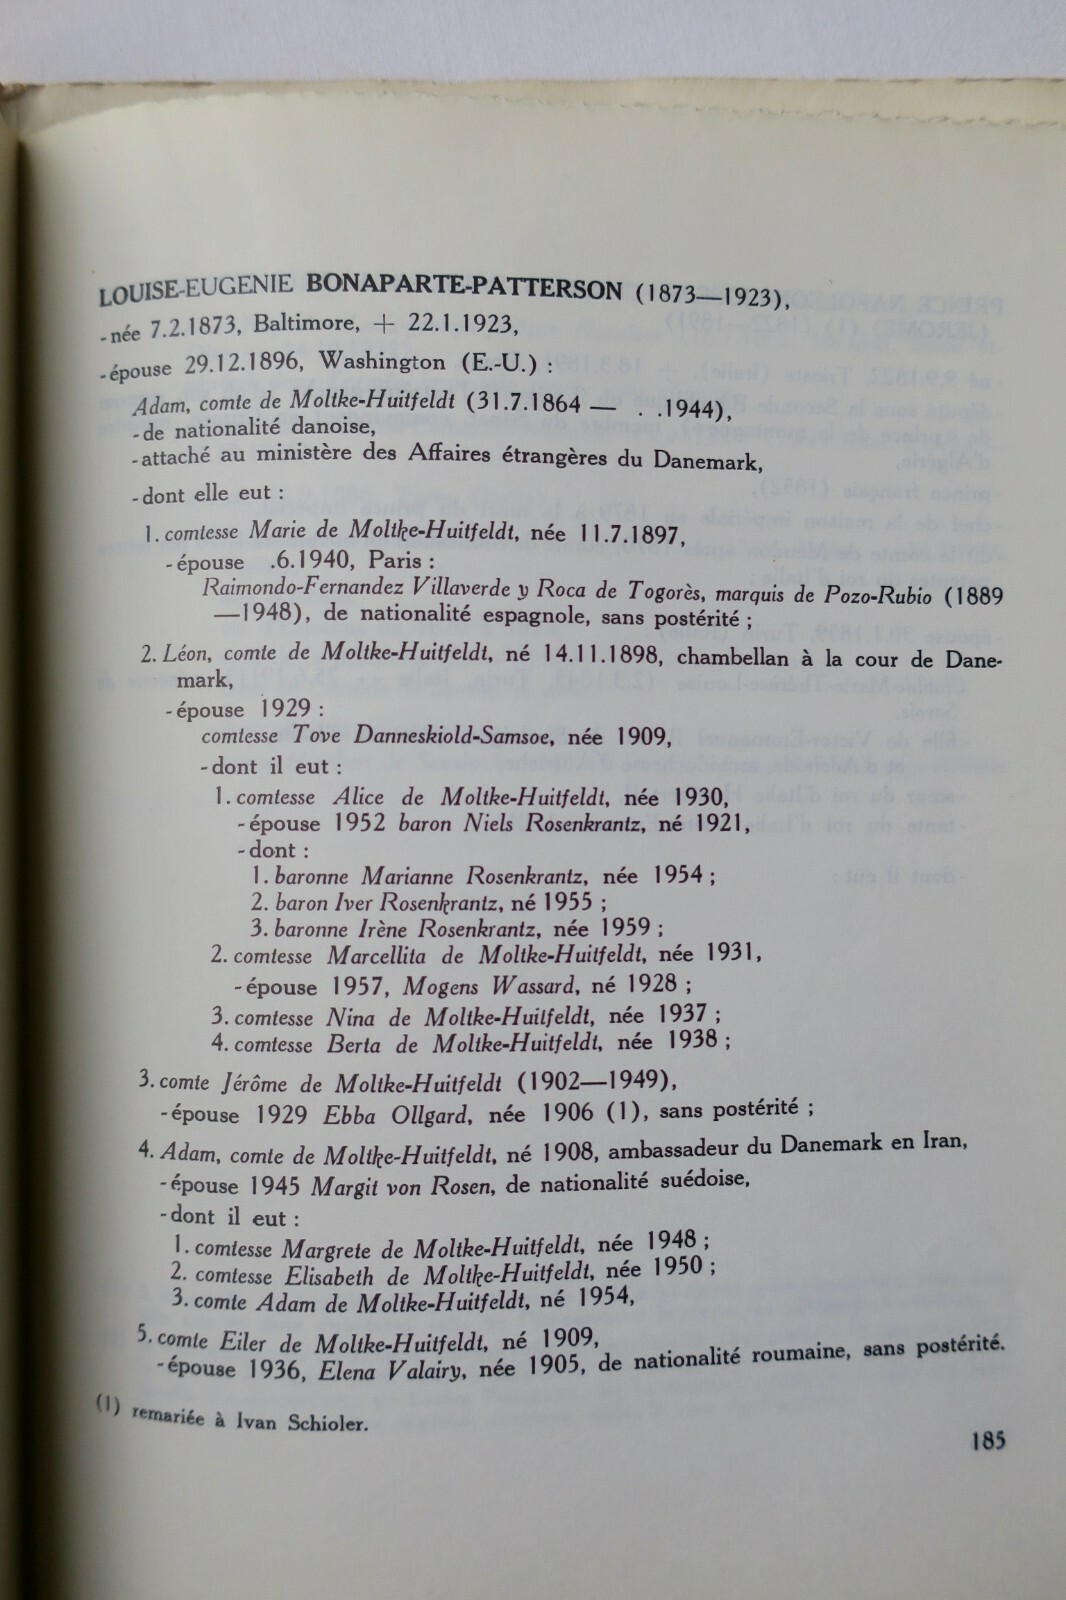 LOUISE-EUGENIE BONAPARTE-PATTERSON (1873—1923),
-née 7.2.1873, Baltimore, + 22.1.1923,
-épouse 29.12.1896, Washington (E.-U.) :
Adam, comte de Moltke-Huitfeldt (31.7.1864 — . .1944),
-de nationalité danoise,
-attaché au ministère des Affaires étrangères du Danemark,
-dont elle eut :
1. comtesse Marie de Moltke-Huitfeldt, née 11.7.1897,
-épouse .6.1940, Paris :
Raimondo-Fernandez Villaverde y Roca de Togorès, marquis de Pozo-Rubio (1889
—1948), de nationalité espagnole, sans postérité ;
2. Léon, comte de Moltke-Huitfeldt, né 14.11.1898, chambellan à la cour de Dane-
mark,
-épouse 1929 :
comtesse Tove Danneskiold-Samsoe, née 1909,
-dont il eut :
1. comtesse Alice de Moltke-Huitfeldt, née 1930,
-épouse 1952 baron Niels Rosenkrantz, né 1921,
-dont :
1. baronne Marianne Rosenkrantz, née 1954 ;
2. baron Iver Rosenkrantz, né 1955 ;
3. baronne Irène Rosenkrantz, née 1959 ;
2. comtesse Marcellita de Moltke-Huitfeldt, née 1931,
-épouse 1957, Mogens Wassard, né 1928 ;
3. comtesse Nina de Moltke-Huitfeldt, née 1937 ;
4. comtesse Berta de Moltke-Huitfeldt, née 1938 ;
3. comte Jérôme de Moltke-Huitfeldt (1902—1949),
-épouse 1929 Ebba Ollgard, née 1906 (1), sans postérité ;
4. Adam, comte de Moltke-Huitfeldt, né 1908, ambassadeur du Danemark en Iran,
-épouse 1945 Margit von Rosen, de nationalité suédoise,
-dont il eut :
1. comtesse Margrete de Moltke-Huitfeldt, née 1948 ;
2. comtesse Elisabeth de Moltke-Huitfeldt, née 1950 ;
3. comte Adam de Moltke-Huitfeldt, né 1954,
5. comte Eiler de Moltke-Huitfeldt, né 1909,
-épouse 1936, Elena Valairy, née 1905, de nationalité roumaine, sans postérité.
(1) remariée à Ivan Schioler.
185